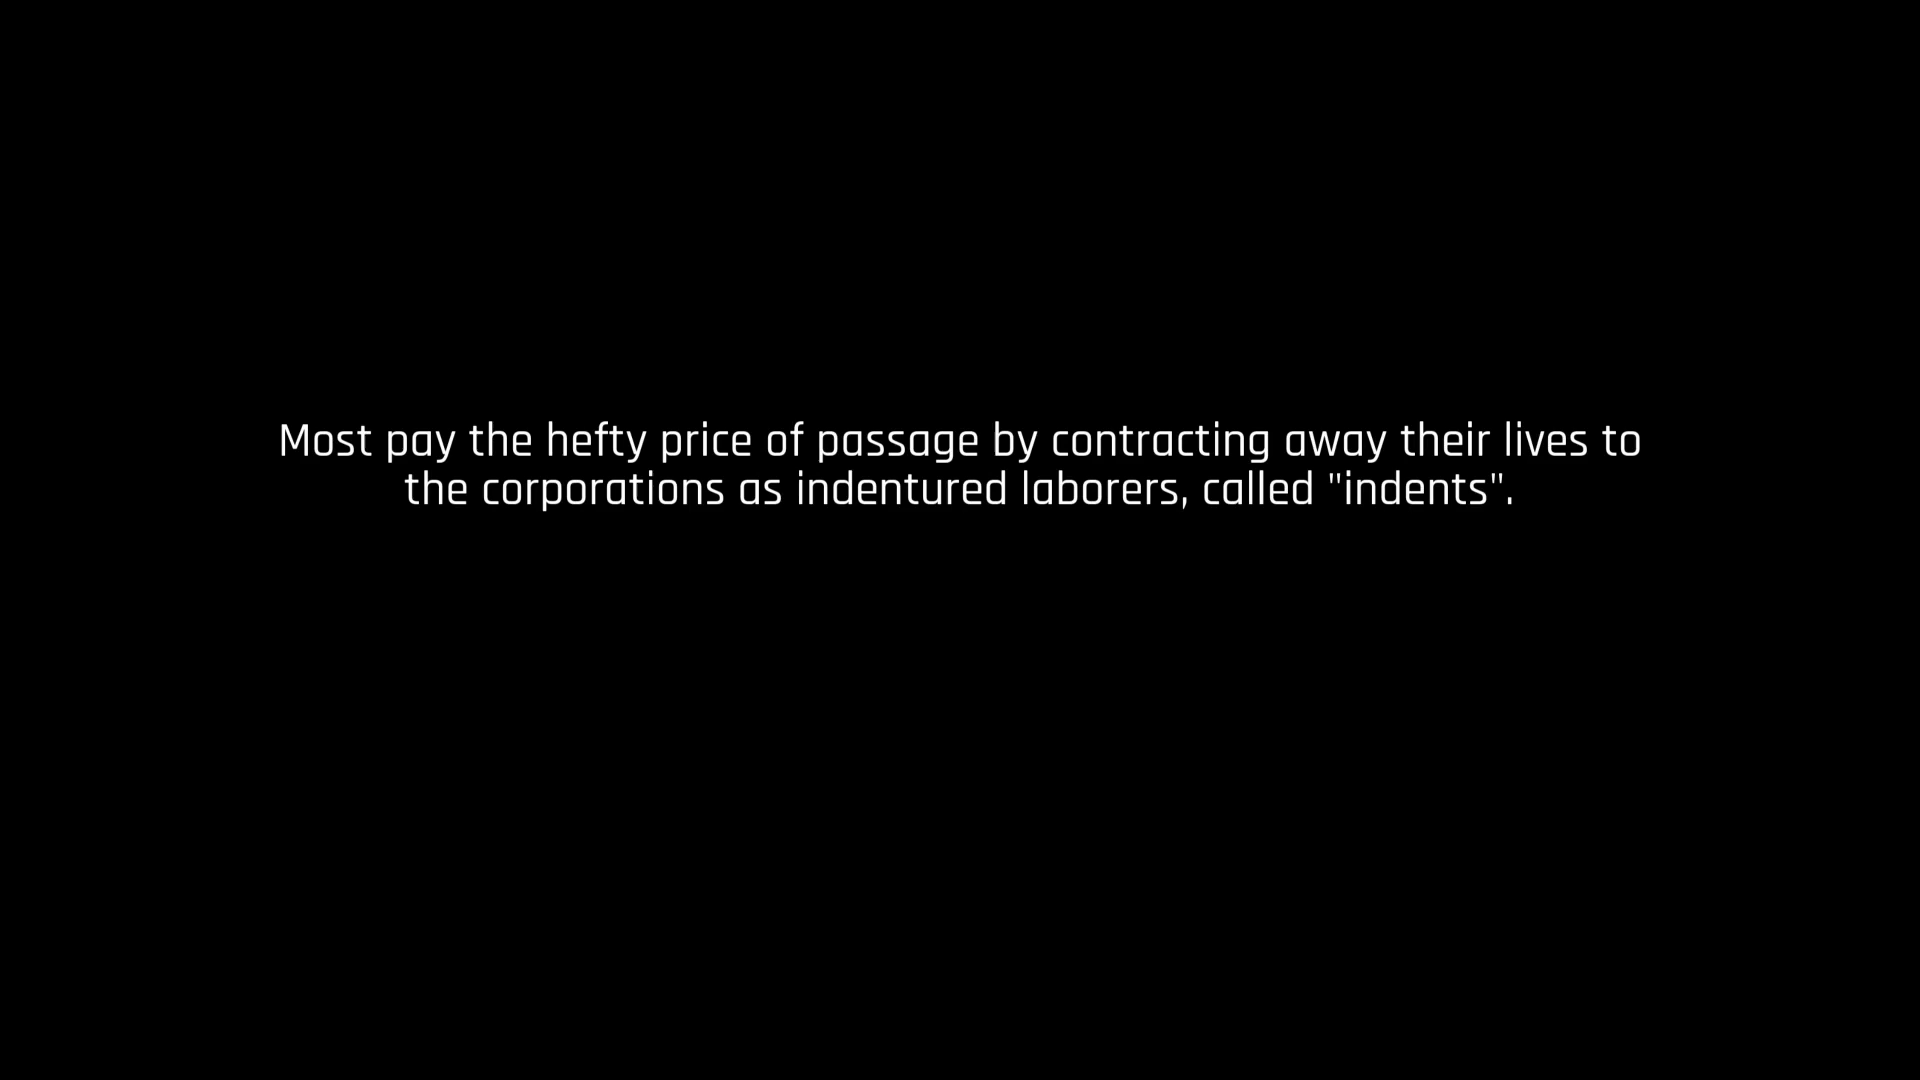 Most pay the hefty price of passage by contracting away their lives to
the corporations as indentured laborers, called "indents".